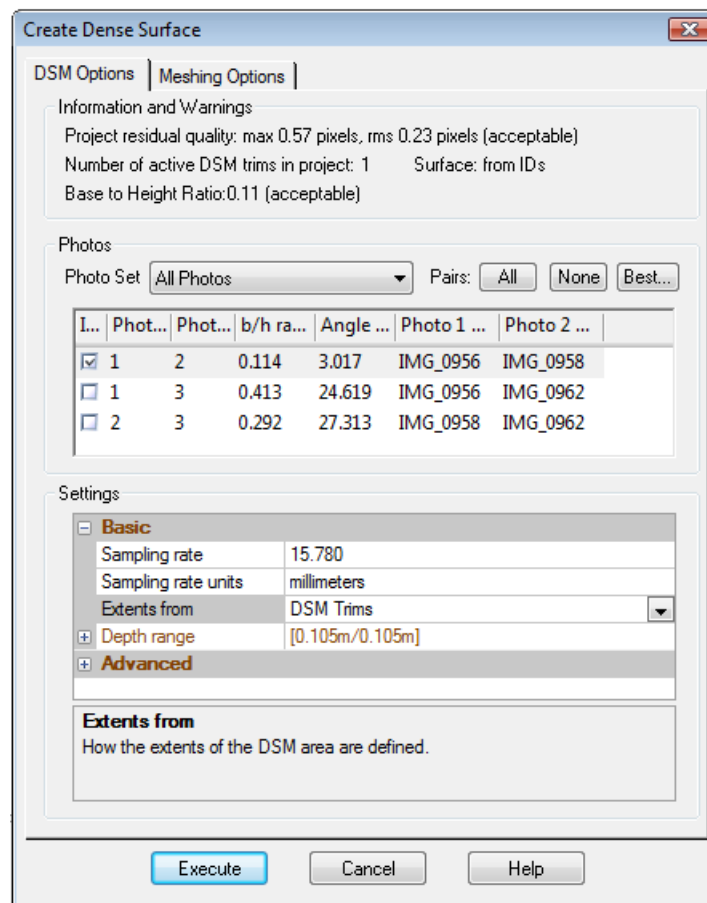 Create Dense Surface
DSM Options Meshing Options
Information and Warnings
Project residual quality: max 0.57 pixels, rms 0.23 pixels (acceptable)
Number of active DSM trims in project: 1 Surface: from IDs
Base to Height Ratio:0.11 (acceptable)
Photos
Photo Set All Photos Pairs: All None Best...
I... Phot... Phot... b/h ra... Angle ... Photo 1 ... Photo 2 ...
1 2 0.114 3.017 IMG_0956 IMG_0958
1 3 0.413 24.619 IMG_0956 IMG_0962
2 3 0.292 27.313 IMG_0958 IMG_0962
Settings
Basic
Sampling rate 15.780
Sampling rate units millimeters
Extents from DSM Trims
Depth range [0.105m/0.105m]
Advanced
Extents from
How the extents of the DSM area are defined.
Execute Cancel Help